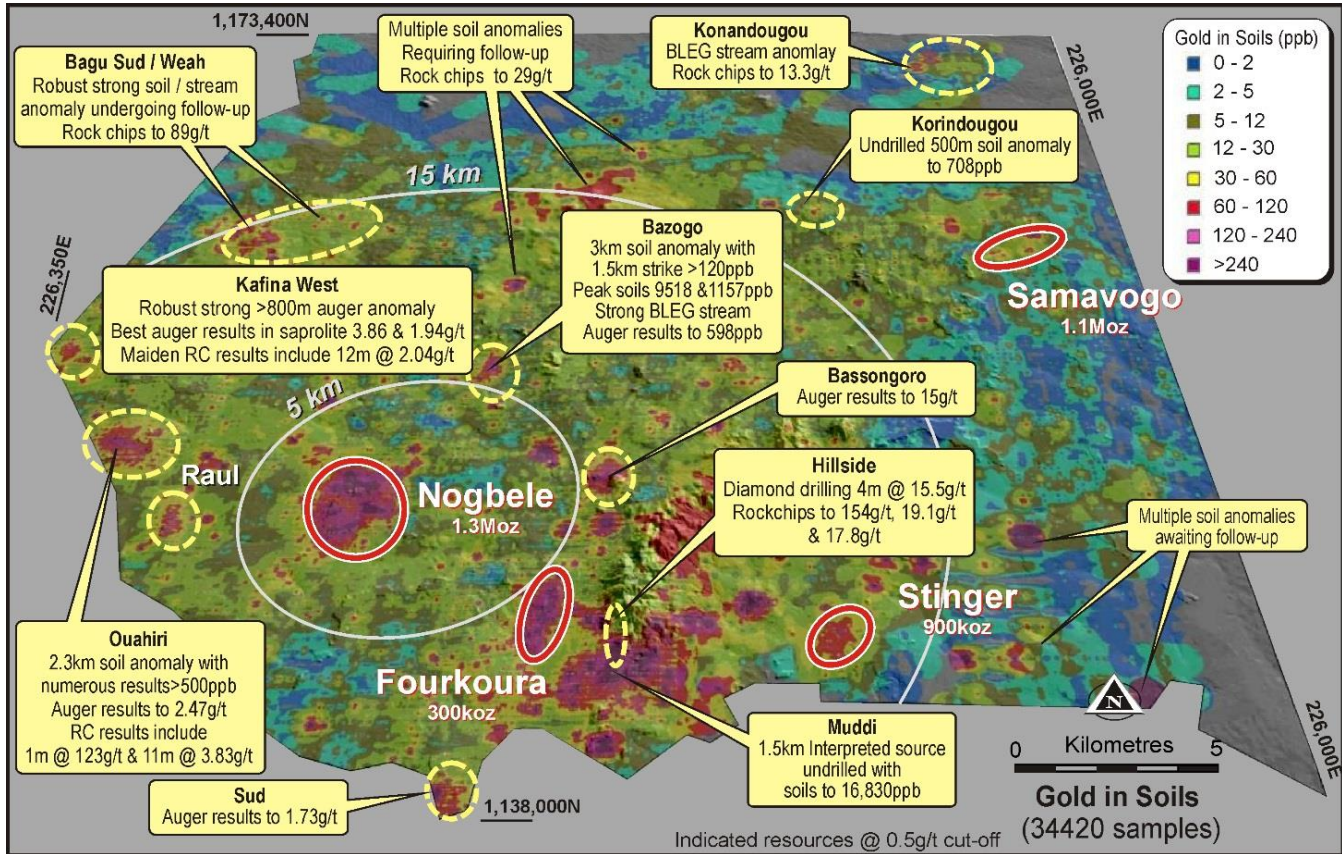 1,173,400N
Bagu Sud / Weah
Robust strong soil / stream
anomaly undergoing follow-up
Rock chips to 89g/t
Multiple soil anomalies
Requiring follow-up
Rock chips to 29g/t
Konandougou
BLEG stream anomlay
Rock chips to 13.3g/t
226,000E
Gold in Soils (ppb)
0 - 2
2 - 5
5 - 12
12 - 30
30 - 60
60 - 120
120 - 240
>240
Korindougou
Undrilled 500m soil anomaly
to 708ppb
15 km
Bazogo
3km soil anomaly with
1.5km strike >120ppb
Peak soils 9518 &1157ppb
Strong BLEG stream
Auger results to 598ppb
Samavogo
1.1Moz
226,350E
Kafina West
Robust strong >800m auger anomaly
Best auger results in saprolite 3.86 & 1.94g/t
Maiden RC results include 12m @ 2.04g/t
5 km
Bassongoro
Auger results to 15g/t
Raul
Nogbele
1.3Moz
Hillside
Diamond drilling 4m @ 15.5g/t
Rockchips to 154g/t, 19.1g/t
& 17.8g/t
Multiple soil anomalies
awaiting follow-up
Stinger
900koz
Ouahiri
2.3km soil anomaly with
numerous results>500ppb
Auger results to 2.47g/t
RC results include
1m @ 123g/t & 11m @ 3.83g/t
Fourkoura
300koz
Muddi
1.5km Interpreted source
undrilled with
soils to 16,830ppb
N
226,000E
0 Kilometres 5
Sud
Auger results to 1.73g/t
1,138,000N
Gold in Soils
(34420 samples)
Indicated resources @ 0.5g/t cut-off